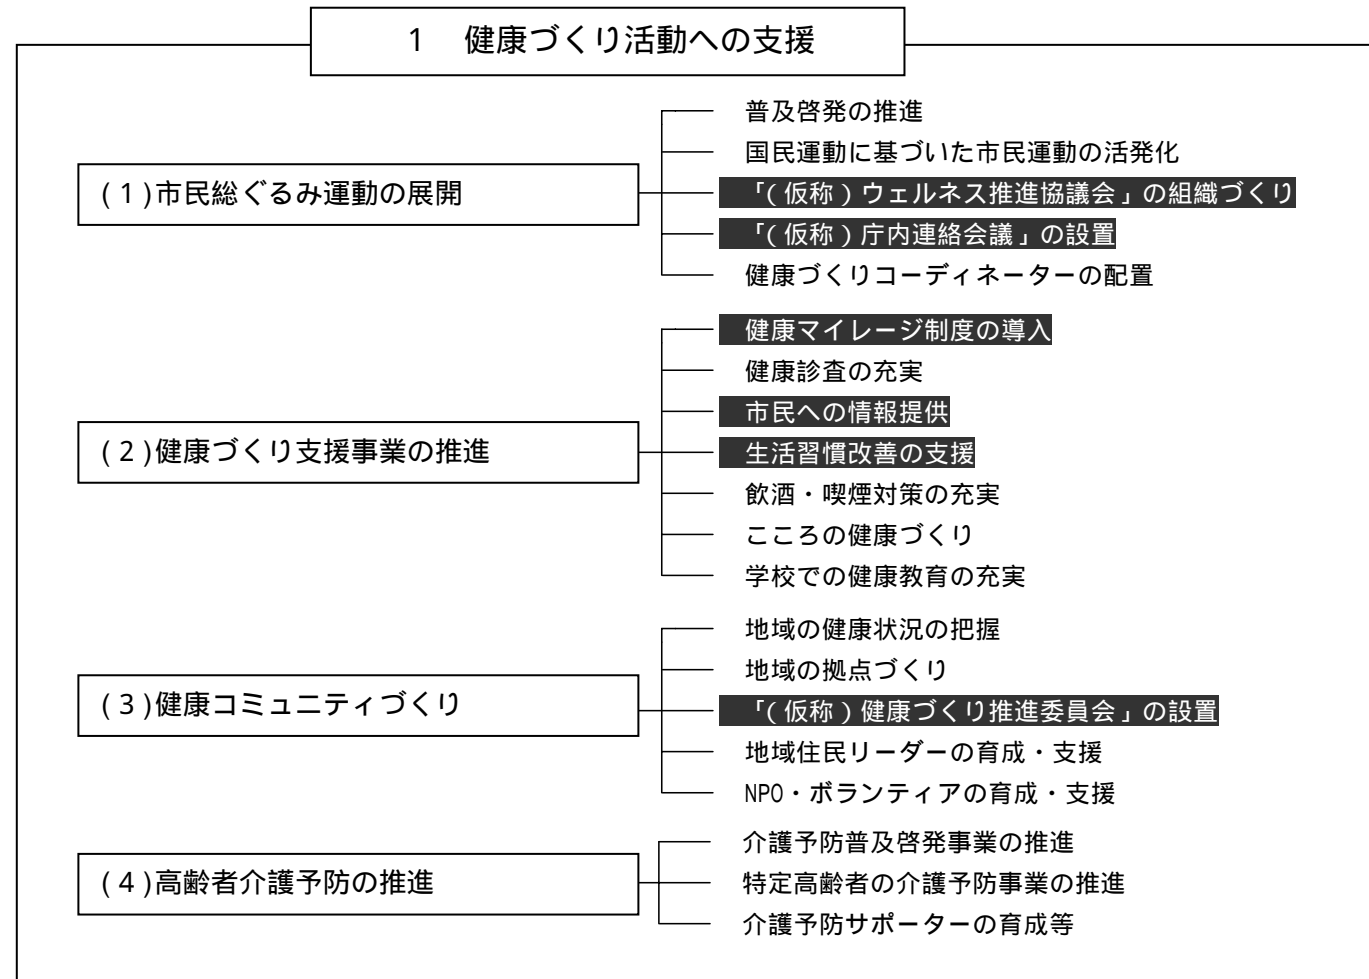 1　健康づくり活動への支援
(1)市民総ぐるみ運動の展開
普及啓発の推進
国民運動に基づいた市民運動の活発化
「(仮称)ウェルネス推進協議会」の組織づくり
「(仮称)庁内連絡会議」の設置
健康づくりコーディネーターの配置
(2)健康づくり支援事業の推進
健康マイレージ制度の導入
健康診査の充実
市民への情報提供
生活習慣改善の支援
飲酒・喫煙対策の充実
こころの健康づくり
学校での健康教育の充実
(3)健康コミュニティづくり
地域の健康状況の把握
地域の拠点づくり
「(仮称)健康づくり推進委員会」の設置
地域住民リーダーの育成・支援
NPO・ボランティアの育成・支援
(4)高齢者介護予防の推進
介護予防普及啓発事業の推進
特定高齢者の介護予防事業の推進
介護予防サポーターの育成等